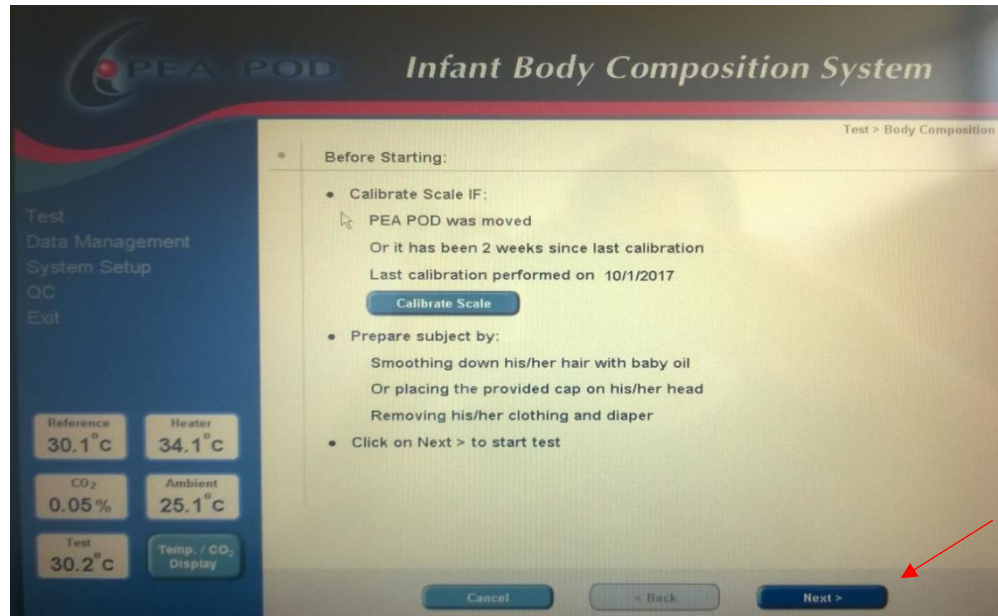 PEA POD
Infant Body Composition System
Test > Body Composition
Before Starting:
• Calibrate Scale IF:
PEA POD was moved
Or it has been 2 weeks since last calibration
Last calibration performed on 10/1/2017
Calibrate Scale
• Prepare subject by:
Smoothing down his/her hair with baby oil
Or placing the provided cap on his/her head
Removing his/her clothing and diaper
• Click on Next > to start test
Test
Data Management
System Setup
QC
Exit
Reference
30.1°C
Heater
34.1°C
CO₂
0.05%
Ambient
25.1°C
Test
30.2°C
Temp. / CO₂
Display
Cancel
< Back
Next >